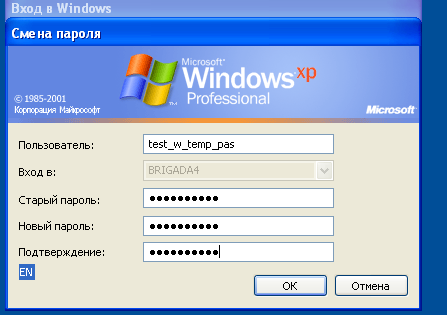 Вход в Windows
Смена пароля
Microsoft®
Windows xp
Professional
© 1985-2001
Корпорация Майкрософт
Microsoft
Пользователь:
test_w_temp_pas
Вход в:
BRIGADA4
Старый пароль:
●●●●●●●●●●
Новый пароль:
●●●●●●●●●●
Подтверждение:
●●●●●●●●●●
EN
OK
Отмена